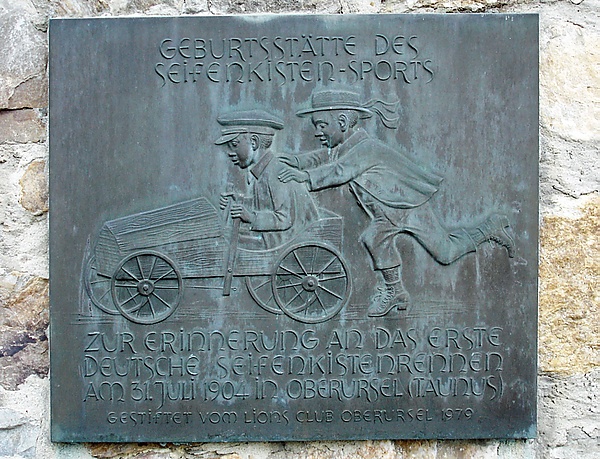 GEBURTSSTÄTTE DES
SEIFENKISTEN-SPORTS
ZUR ERINNERUNG AN DAS ERSTE
DEUTSCHE SEIFENKISTENRENNEN
AM 31. JULI 1904 IN OBERURSEL (TAUNUS)
GESTIFTET VOM LIONS CLUB OBERURSEL 1979